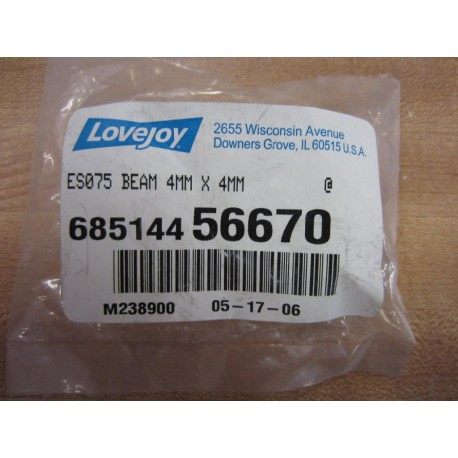 Lovejoy
2655 Wisconsin Avenue
Downers Grove, IL 60515 U.S.A.
ES075 BEAM 4MM X 4MM @
685144 56670
M238900 05-17-06